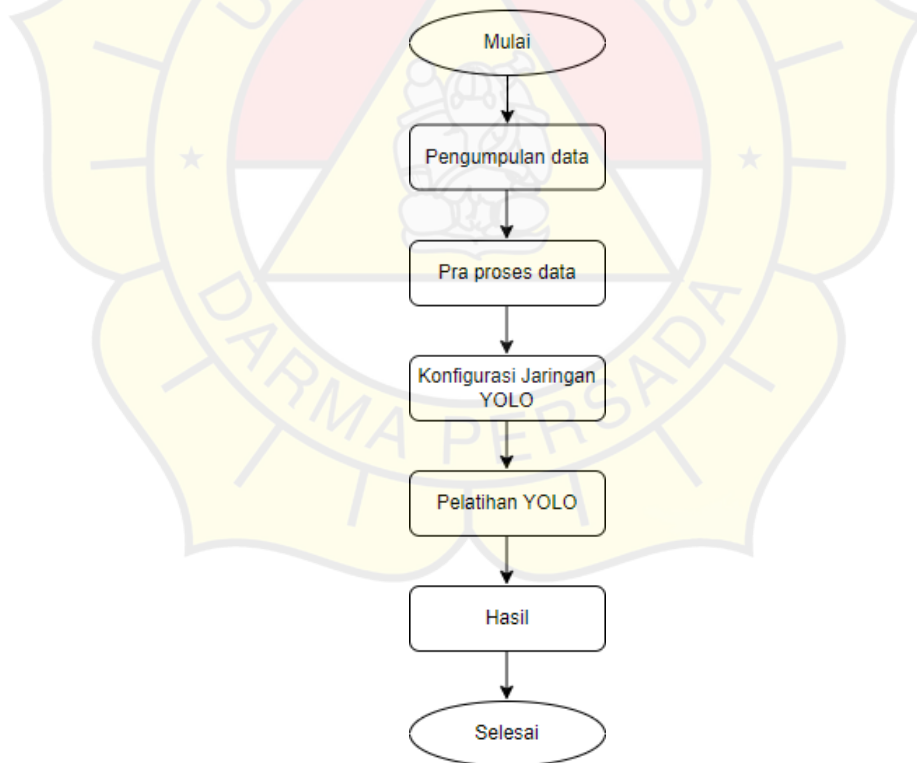 Mulai
Pengumpulan data
Pra proses data
Konfigurasi Jaringan
YOLO
Pelatihan YOLO
Hasil
Selesai
DARMA PERSADA